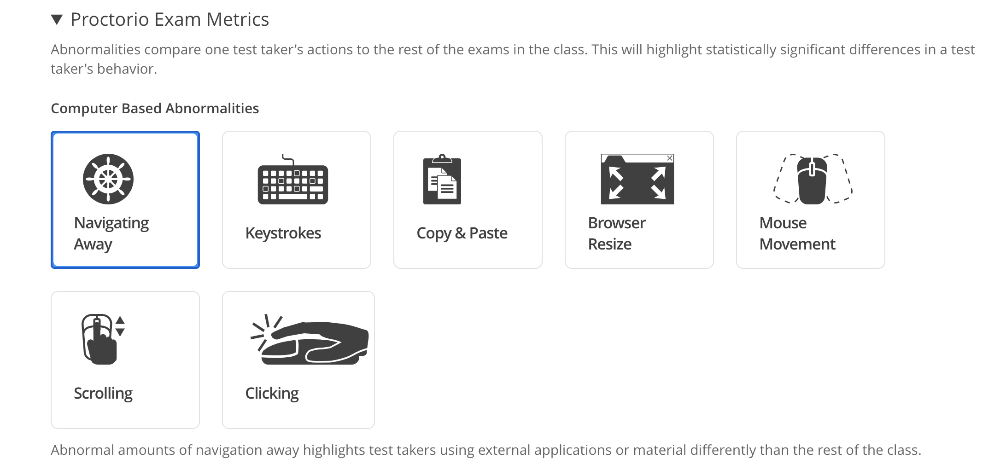 Proctorio Exam Metrics
Abnormalities compare one test taker's actions to the rest of the exams in the class. This will highlight statistically significant differences in a test
taker's behavior.
Computer Based Abnormalities
Navigating
Away
Keystrokes
Copy & Paste
Browser
Resize
Mouse
Movement
Scrolling
Clicking
Abnormal amounts of navigation away highlights test takers using external applications or material differently than the rest of the class.